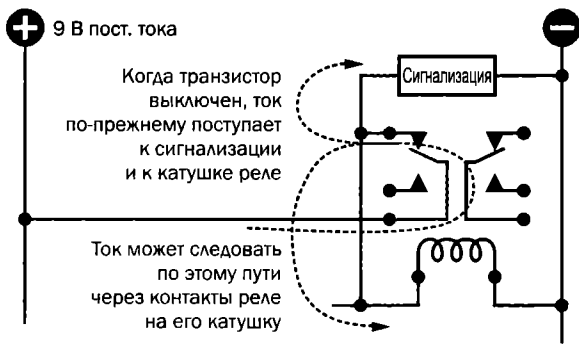 9 В пост. тока
Когда транзистор
выключен, ток
по-прежнему поступает
к сигнализации
и к катушке реле
Сигнализация
Ток может следовать
по этому пути
через контакты реле
на его катушку